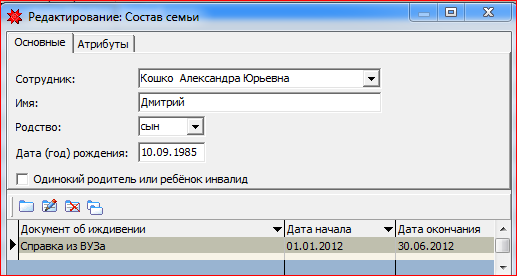 Редактирование: Состав семьи
Основные Атрибуты
Сотрудник: Кошко Александра Юрьевна
Имя: Дмитрий
Родство: сын
Дата (год) рождения: 10.09.1985
Одинокий родитель или ребёнок инвалид
Документ об иждивении Дата начала Дата окончания
Справка из ВУЗа 01.01.2012 30.06.2012